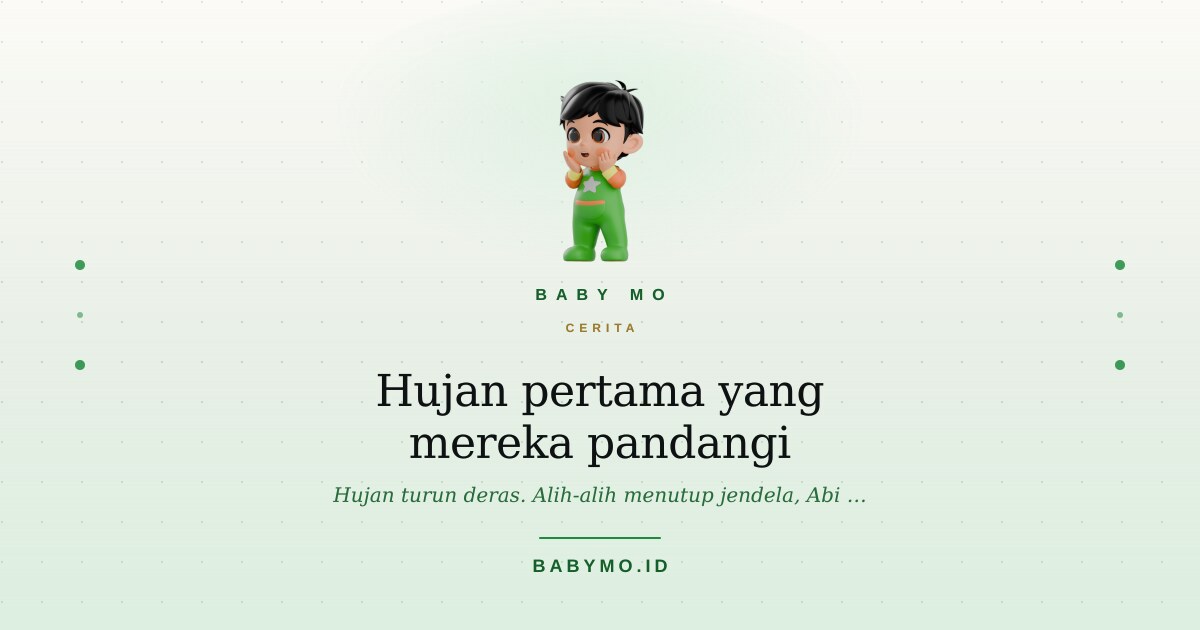 BABY MO
CERITA
Hujan pertama yang
mereka pandangi
Hujan turun deras. Alih-alih menutup jendela, Abi ...
BABYMO.ID